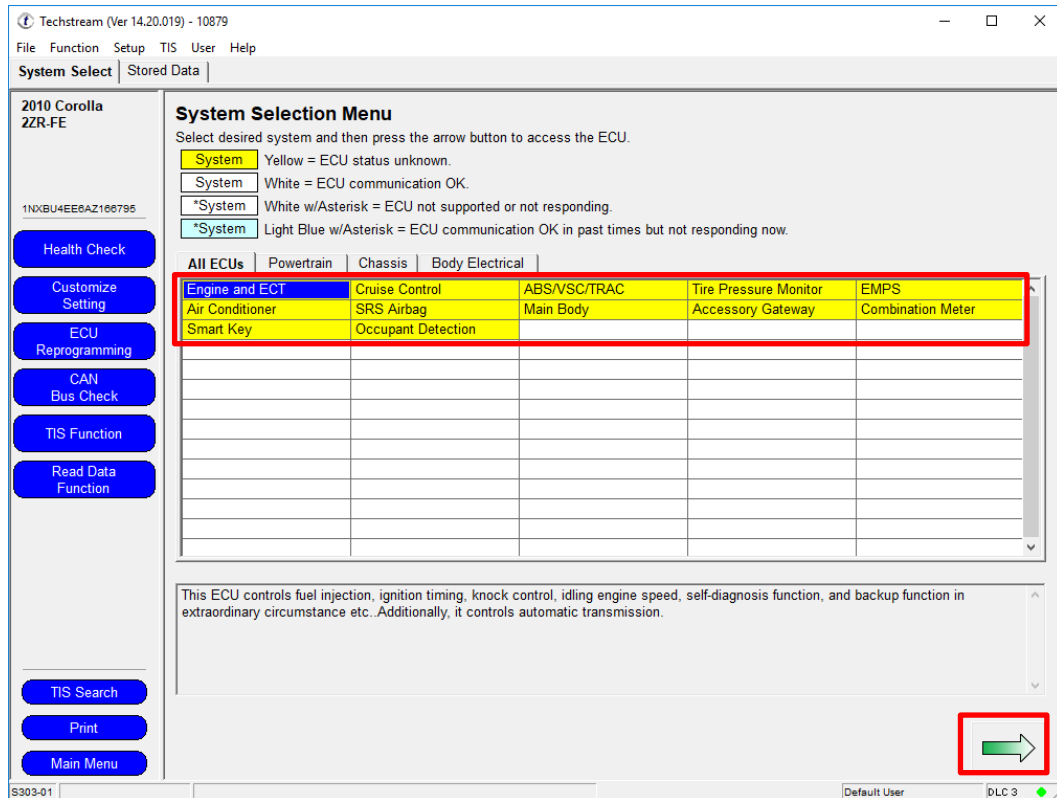 Techstream (Ver 14.20.019) - 10879
File Function Setup TIS User Help
System Select Stored Data
2010 Corolla
2ZR-FE
1NXBU4EE6AZ166795
Health Check
Customize
Setting
ECU
Reprogramming
CAN
Bus Check
TIS Function
Read Data
Function
TIS Search
Print
Main Menu
System Selection Menu
Select desired system and then press the arrow button to access the ECU.
System Yellow = ECU status unknown.
System White = ECU communication OK.
*System White w/Asterisk = ECU not supported or not responding.
*System Light Blue w/Asterisk = ECU communication OK in past times but not responding now.
All ECUs Powertrain Chassis Body Electrical
Engine and ECT Cruise Control ABS/VSC/TRAC Tire Pressure Monitor EMPS
Air Conditioner SRS Airbag Main Body Accessory Gateway Combination Meter
Smart Key Occupant Detection
This ECU controls fuel injection, ignition timing, knock control, idling engine speed, self-diagnosis function, and backup function in
extraordinary circumstance etc..Additionally, it controls automatic transmission.
S303-01 Default User DLC 3